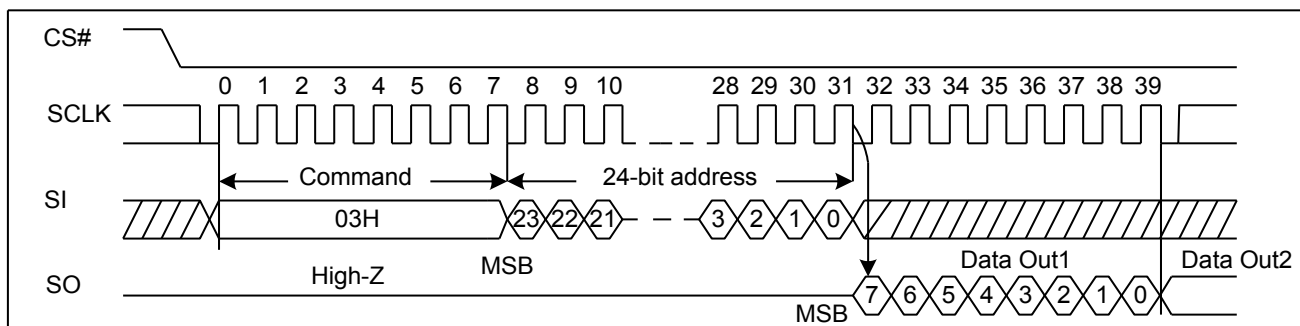 CS#
0 1 2 3 4 5 6 7 8 9 10 28 29 30 31 32 33 34 35 36 37 38 39
SCLK
Command 24-bit address
SI
03H 23 22 21 3 2 1 0
MSB
High-Z
Data Out1 Data Out2
SO
MSB 7 6 5 4 3 2 1 0